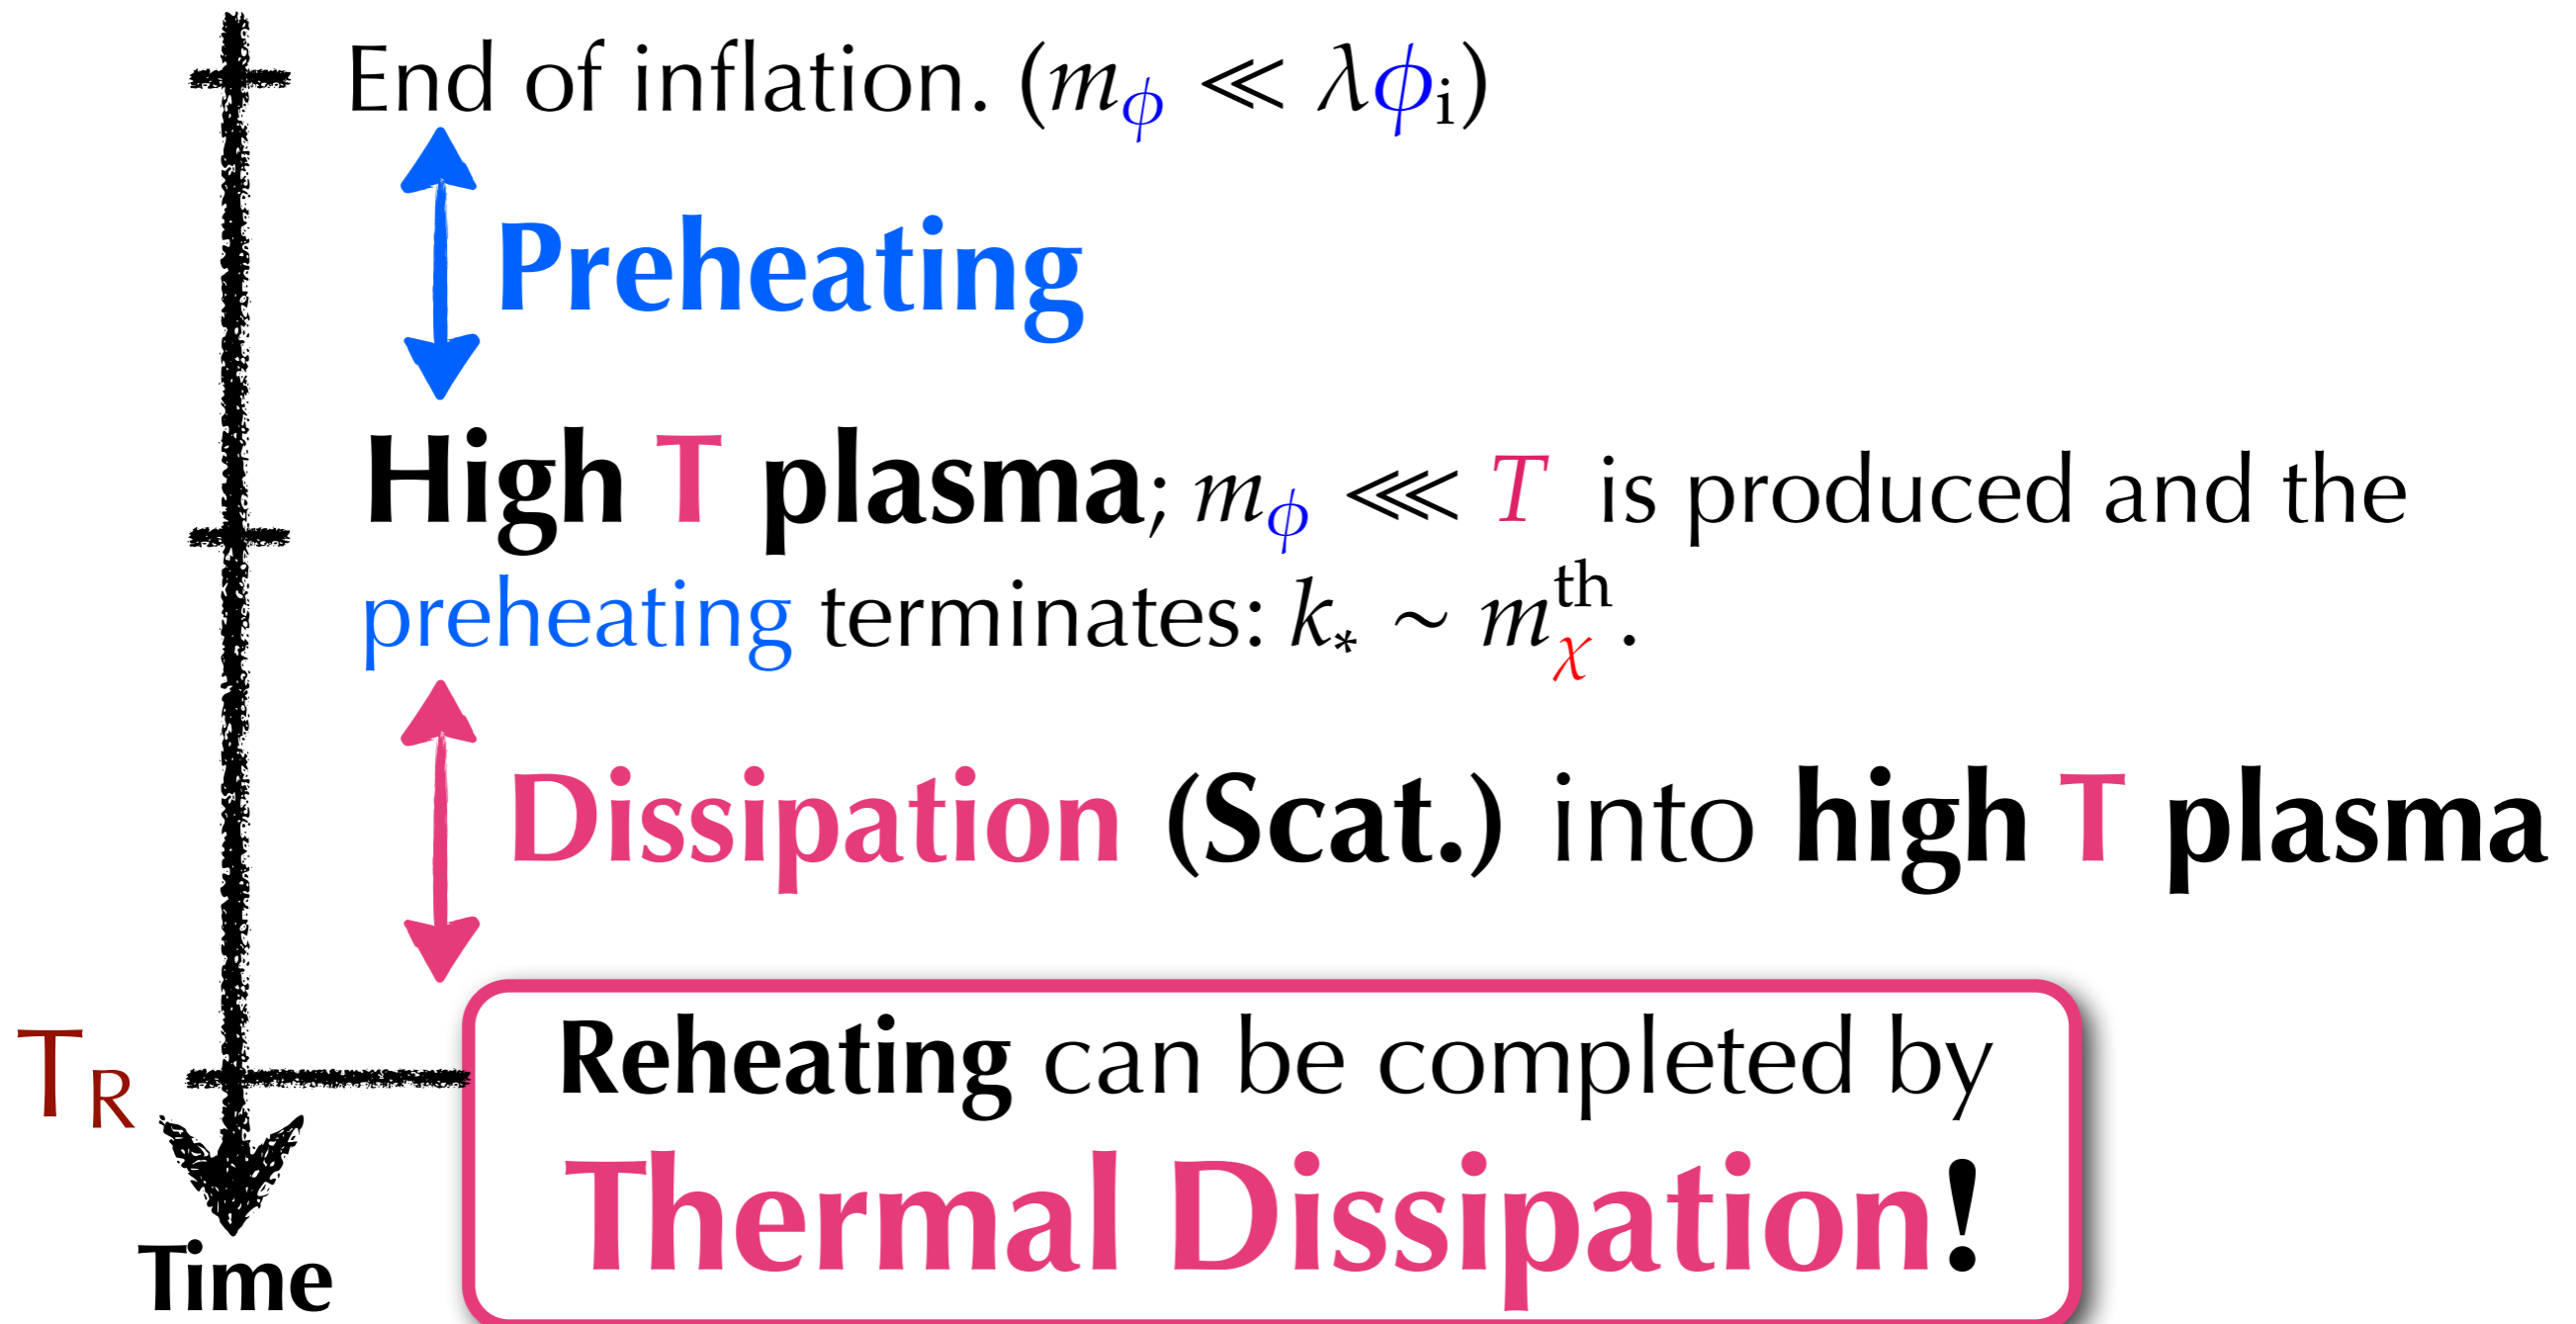 End of inflation. (m_ϕ ≪ λϕ_i)
Preheating
High T plasma; m_ϕ ⋘ T is produced and the
preheating terminates: k_* ~ m_χ^th.
Dissipation (Scat.) into high T plasma
T_R
Reheating can be completed by
Thermal Dissipation!
Time